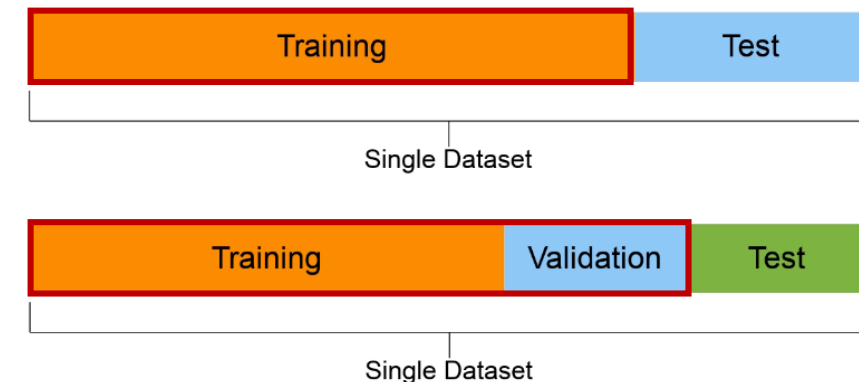 Training Test
Single Dataset
Training Validation Test
Single Dataset